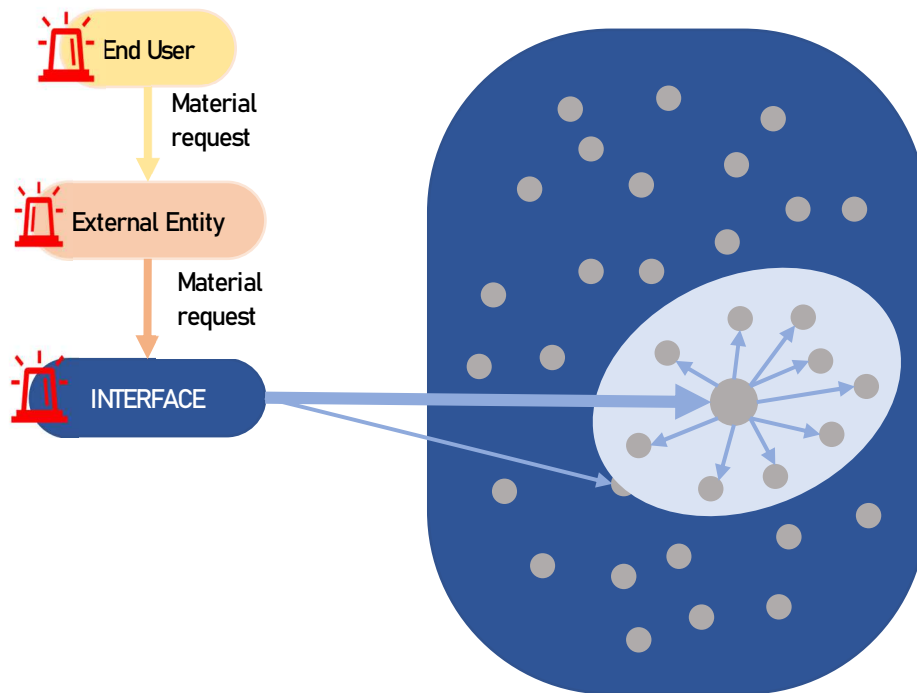 End User
Material
request
External Entity
Material
request
INTERFACE